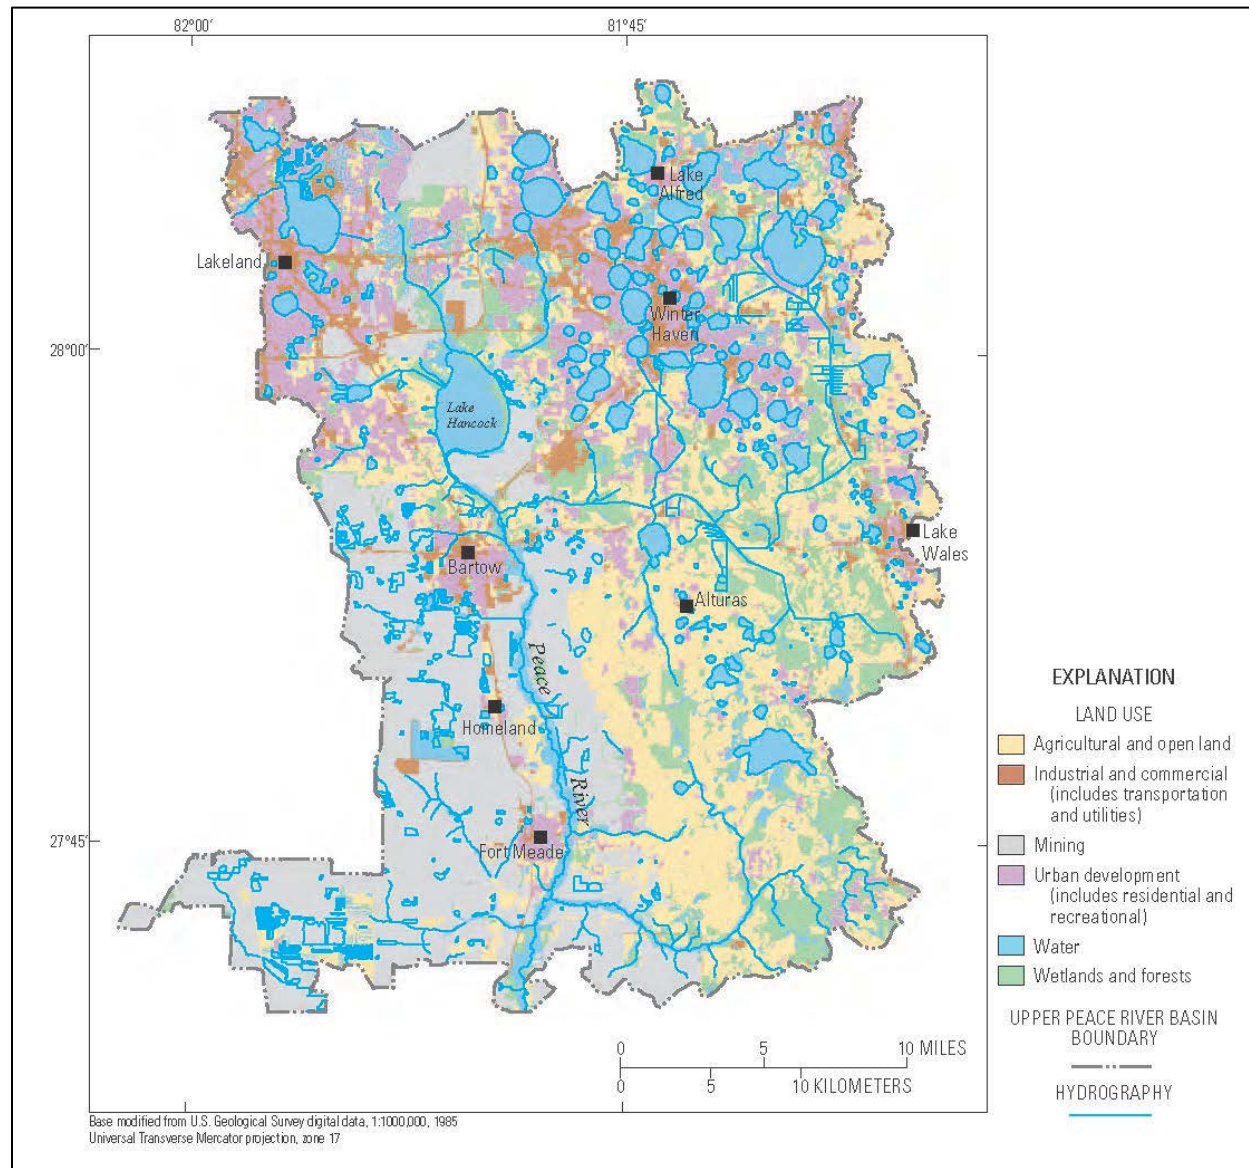 82°00′
81°45′
Lake
Alfred
Lakeland
Winter
Haven
28°00′
Lake
Hancock
Lake
Wales
Bartow
Alturas
Peace
River
Homeland
27°45′
Fort Meade
EXPLANATION
LAND USE
Agricultural and open land
Industrial and commercial
(includes transportation
and utilities)
Mining
Urban development
(includes residential and
recreational)
Water
Wetlands and forests
UPPER PEACE RIVER BASIN
BOUNDARY
HYDROGRAPHY
0 5 10 MILES
0 5 10 KILOMETERS
Base modified from U.S. Geological Survey digital data, 1:1000,000, 1985
Universal Transverse Mercator projection, zone 17